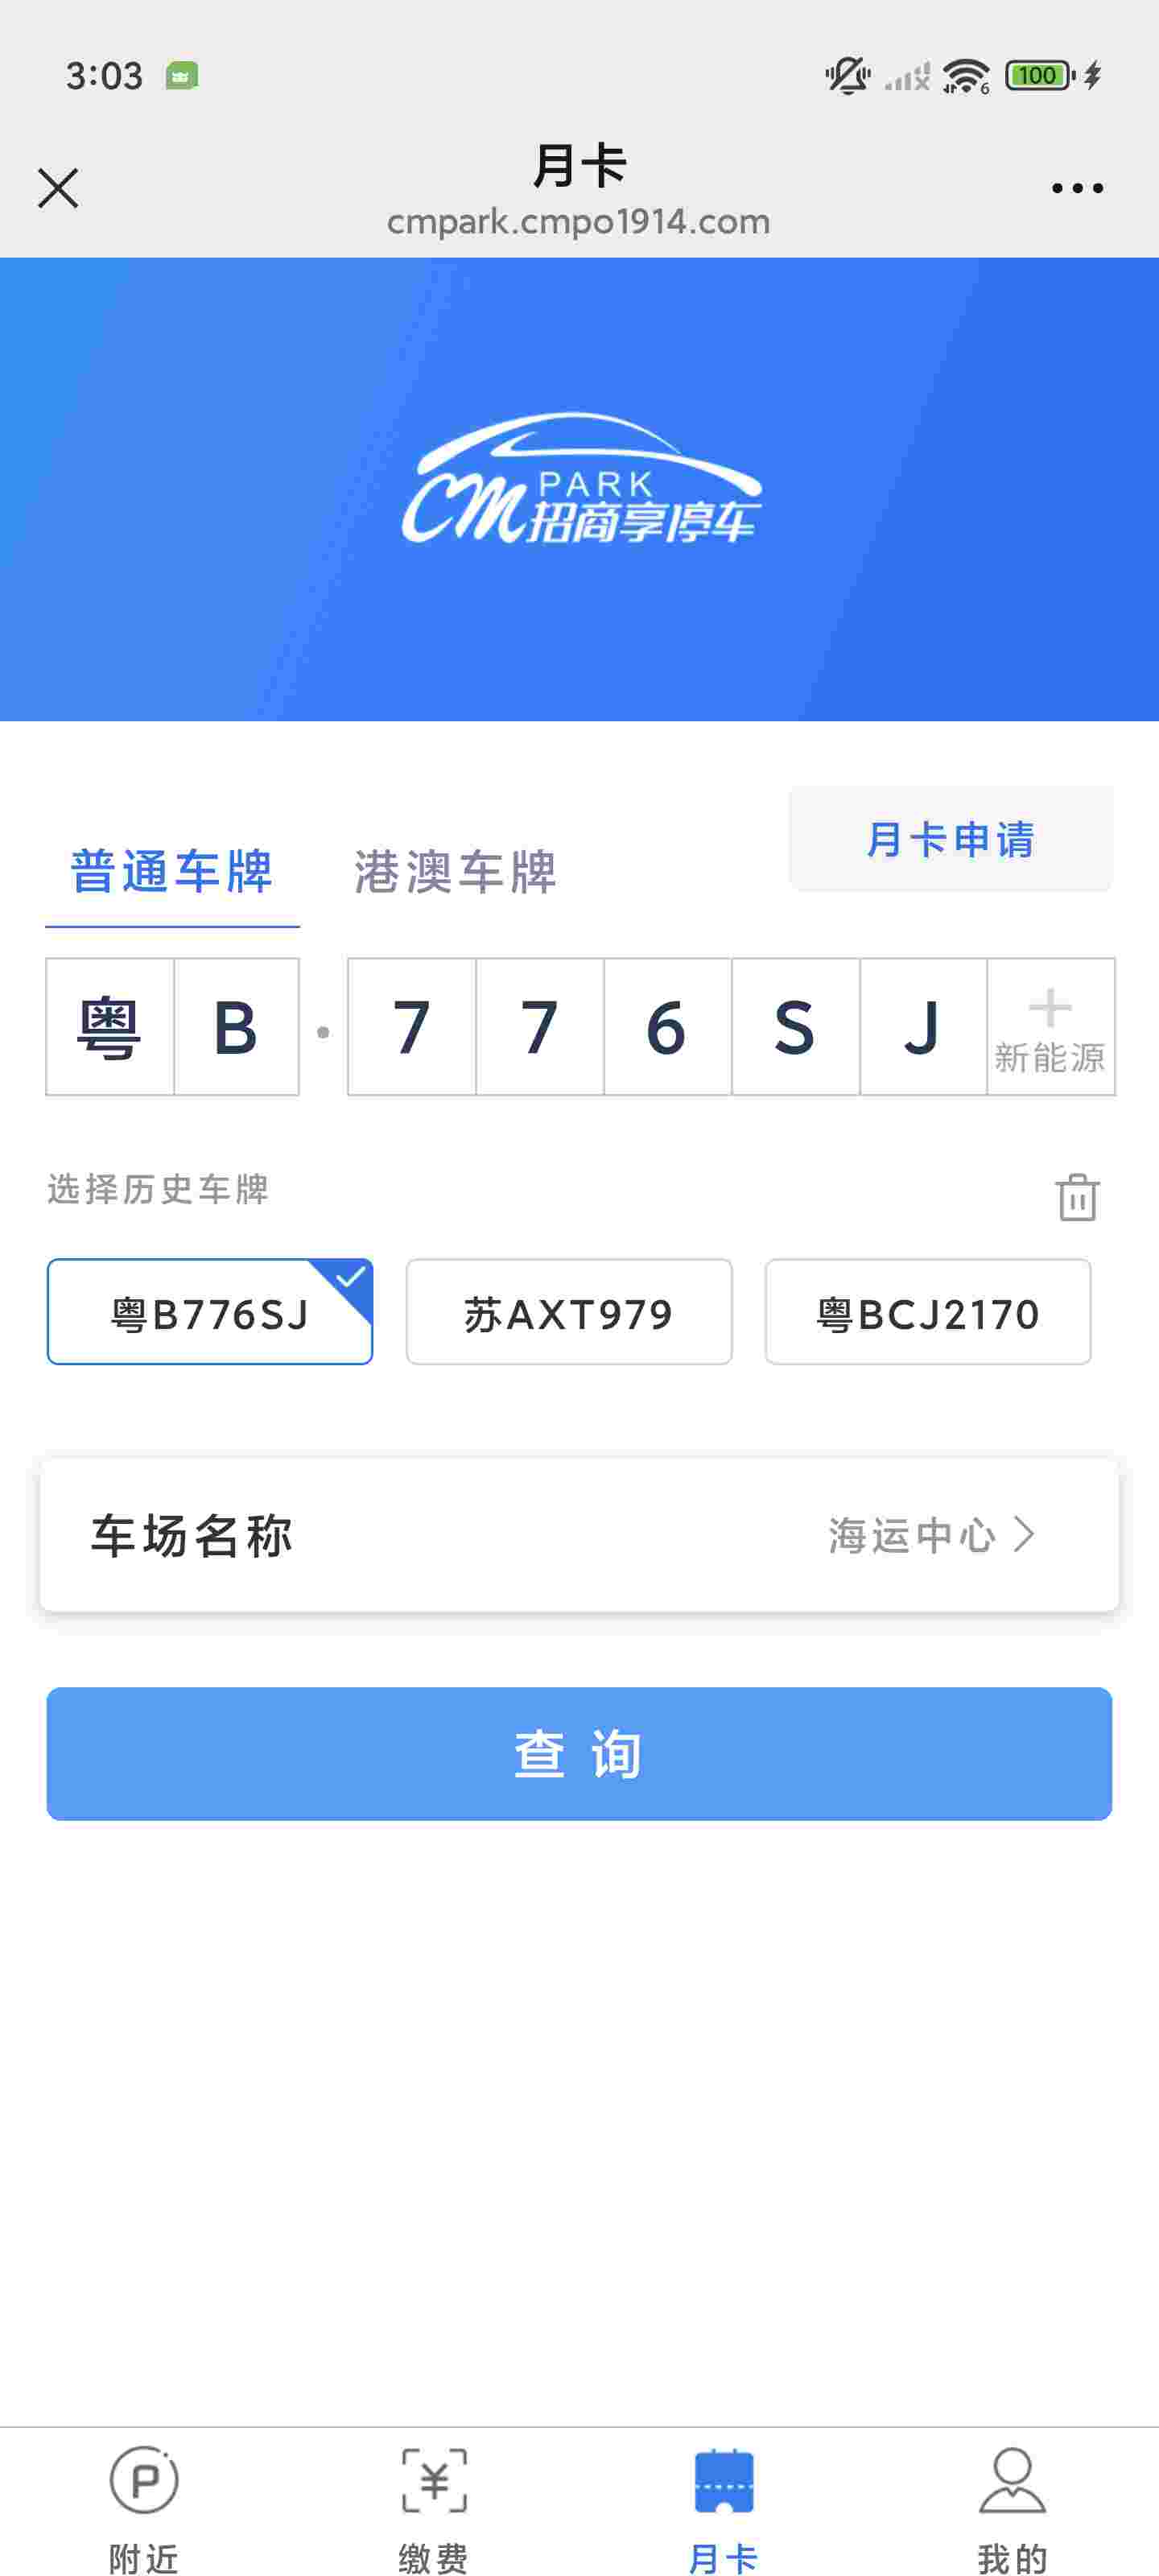 3:03
6
100
月卡
cmpark.cmpo1914.com
PARK
CM招商享停车
月卡申请
普通车牌 港澳车牌
粤 B · 7 7 6 S J
新能源
选择历史车牌
粤B776SJ 苏AXT979 粤BCJ2170
车场名称 海运中心
查询
附近 缴费 月卡 我的